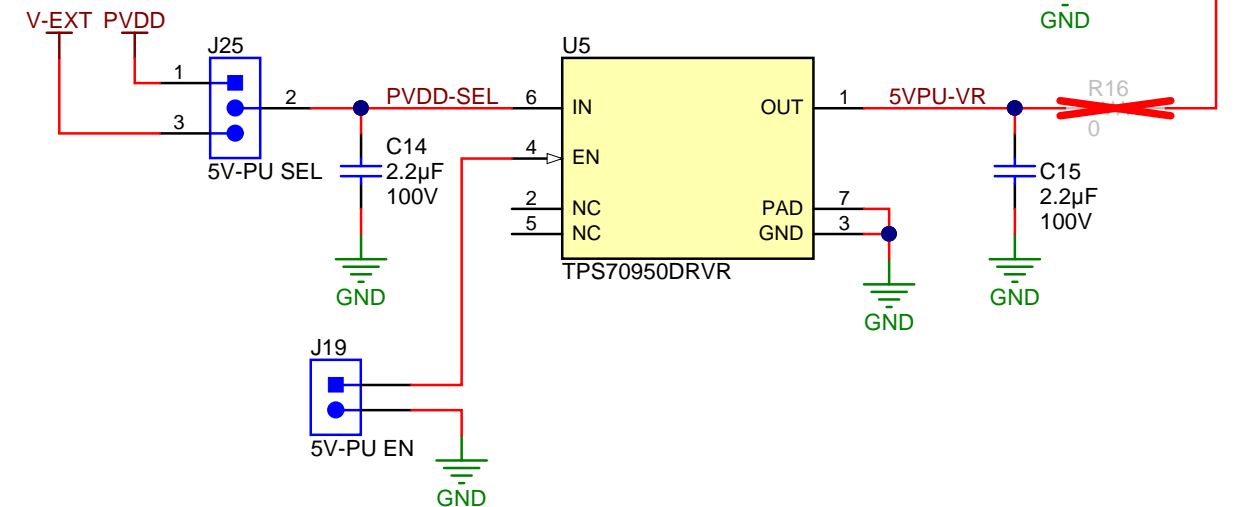 V-EXT PVDD
GND
J25
1
2
3
5V-PU SEL
PVDD-SEL
C14
2.2µF
100V
GND
U5
6 IN
4 EN
2 NC
5 NC
OUT 1
PAD 7
GND 3
TPS70950DRVR
GND
5VPU-VR
R16
0
C15
2.2µF
100V
GND
J19
5V-PU EN
GND